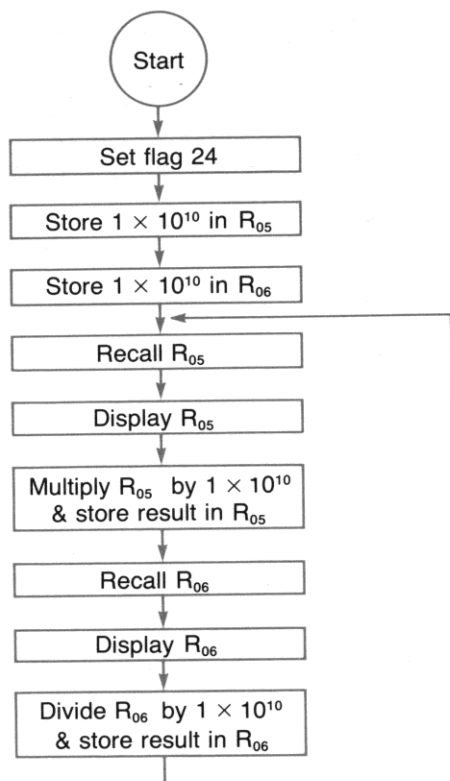 Start
Set flag 24
Store 1 × 10¹⁰ in R₀₅
Store 1 × 10¹⁰ in R₀₆
Recall R₀₅
Display R₀₅
Multiply R₀₅ by 1 × 10¹⁰
& store result in R₀₅
Recall R₀₆
Display R₀₆
Divide R₀₆ by 1 × 10¹⁰
& store result in R₀₆